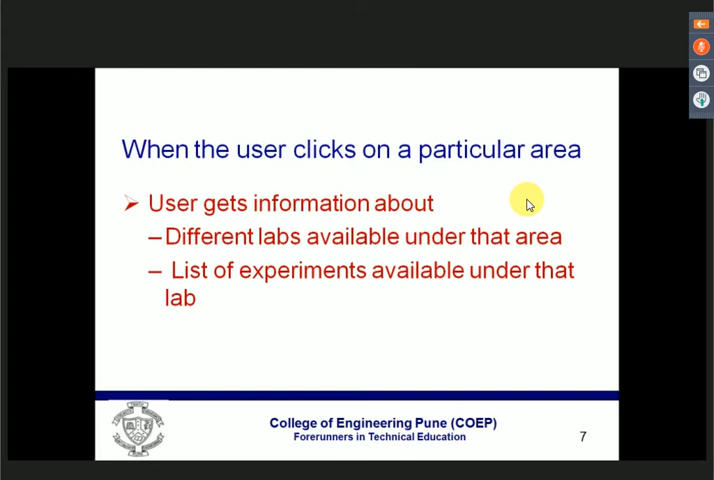 When the user clicks on a particular area
User gets information about
–Different labs available under that area
– List of experiments available under that
lab
College of Engineering Pune (COEP)
Forerunners in Technical Education
7